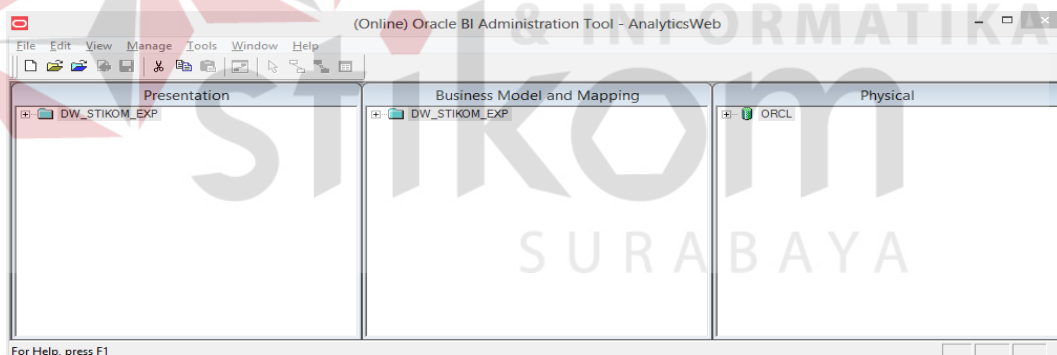 & INFORMATIKA
(Online) Oracle BI Administration Tool - AnalyticsWeb
File Edit View Manage Tools Window Help
Presentation
Business Model and Mapping
Physical
DW_STIKOM_EXP
DW_STIKOM_EXP
ORCL
stikom
SURABAYA
For Help, press F1